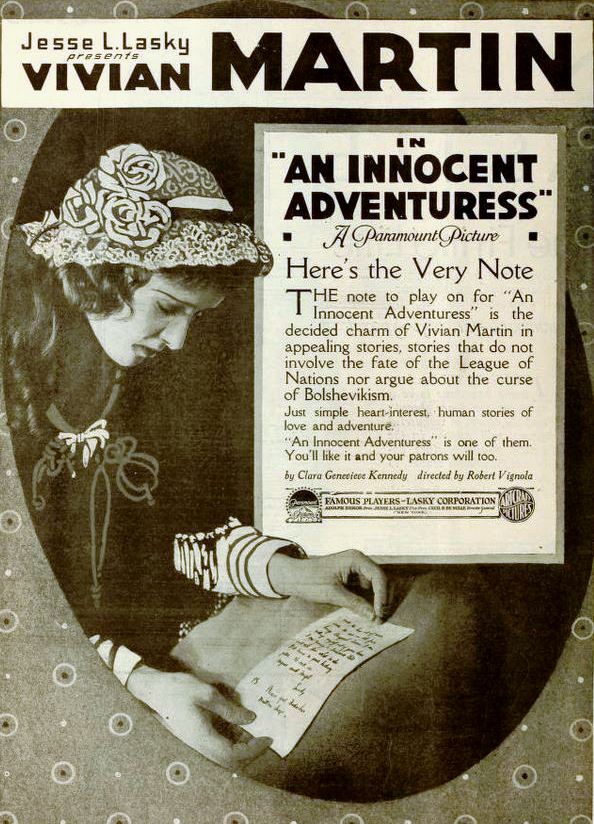 Jesse L. Lasky
presents
VIVIAN MARTIN
IN
"AN INNOCENT
ADVENTURESS"
A Paramount Picture
Here's the Very Note
THE note to play on for "An
Innocent Adventuress" is the
decided charm of Vivian Martin in
appealing stories, stories that do not
involve the fate of the League of
Nations nor argue about the curse
of Bolshevikism.
Just simple heart-interest, human stories of
love and adventure.
"An Innocent Adventuress" is one of them.
You'll like it and your patrons will too.
by Clara Genevieve Kennedy directed by Robert Vignola
Paramount
Pictures
FAMOUS PLAYERS-LASKY CORPORATION
ADOLPH ZUKOR Pres. JESSE L. LASKY Vice Pres. CECIL B. DE MILLE Director General
NEW YORK
ARTCRAFT
PICTURES